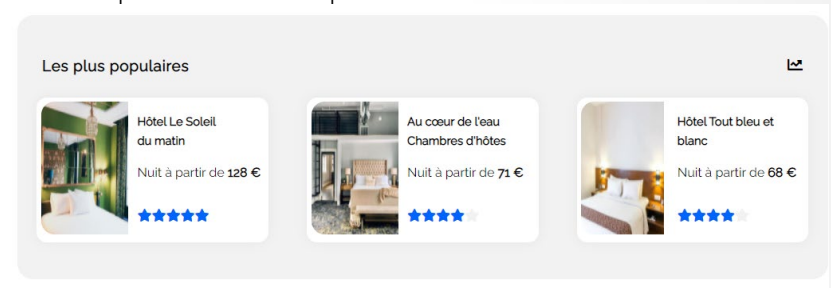 Les plus populaires
Hôtel Le Soleil
du matin
Nuit à partir de 128 €
Au cœur de l'eau
Chambres d'hôtes
Nuit à partir de 71 €
Hôtel Tout bleu et
blanc
Nuit à partir de 68 €